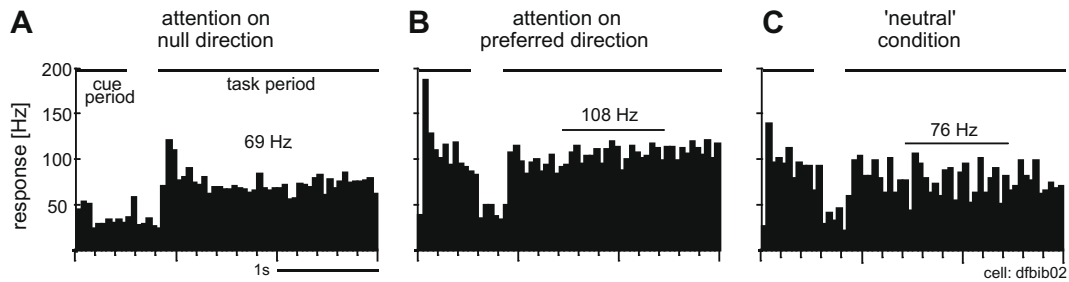 A
attention on
null direction
200
150
100
50
response [Hz]
cue
period
task period
69 Hz
1s
B
attention on
preferred direction
108 Hz
C
'neutral'
condition
76 Hz
cell: dfbib02